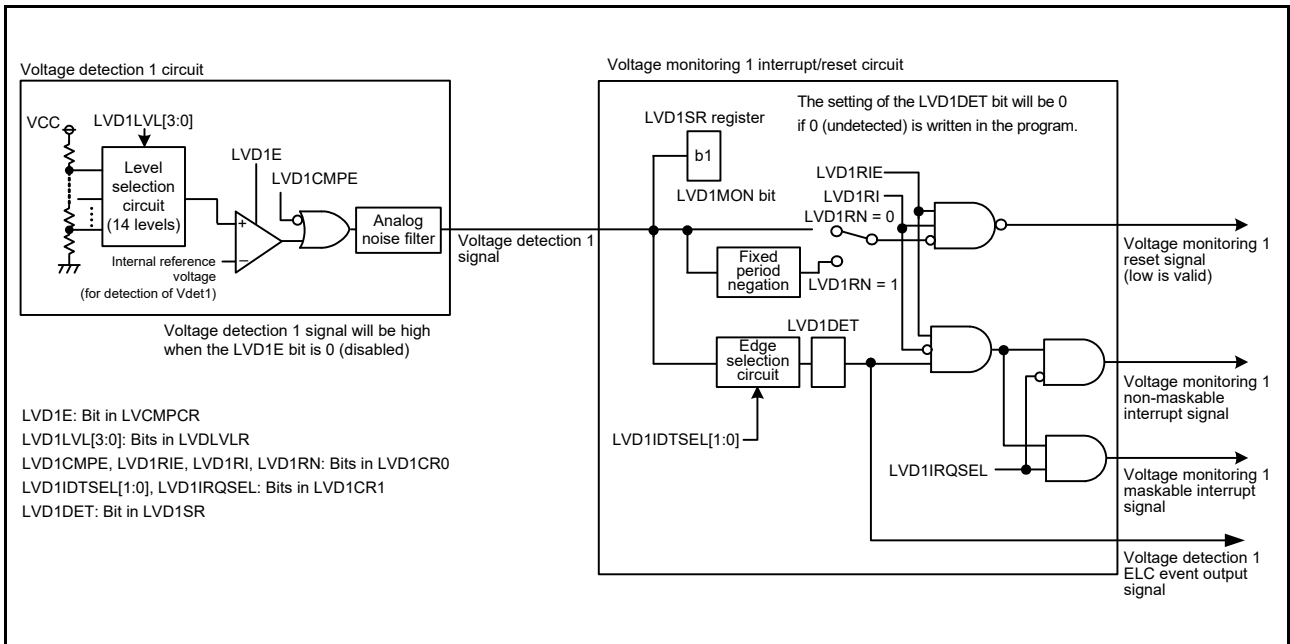 Voltage detection 1 circuit
VCC
LVD1LVL[3:0]
Level
selection
circuit
(14 levels)
LVD1E
LVD1CMPE
+
−
Internal reference
voltage
(for detection of Vdet1)
Analog
noise filter
Voltage detection 1
signal
Voltage detection 1 signal will be high
when the LVD1E bit is 0 (disabled)
Voltage monitoring 1 interrupt/reset circuit
The setting of the LVD1DET bit will be 0
if 0 (undetected) is written in the program.
LVD1SR register
b1
LVD1MON bit
LVD1RIE
LVD1RI
LVD1RN = 0
Fixed
period
negation
LVD1RN = 1
Voltage monitoring 1
reset signal
(low is valid)
LVD1DET
Edge
selection
circuit
LVD1IDTSEL[1:0]
Voltage monitoring 1
non-maskable
interrupt signal
LVD1IRQSEL
Voltage monitoring 1
maskable interrupt
signal
Voltage detection 1
ELC event output
signal
LVD1E: Bit in LVCMPCR
LVD1LVL[3:0]: Bits in LVDLVLR
LVD1CMPE, LVD1RIE, LVD1RI, LVD1RN: Bits in LVD1CR0
LVD1IDTSEL[1:0], LVD1IRQSEL: Bits in LVD1CR1
LVD1DET: Bit in LVD1SR